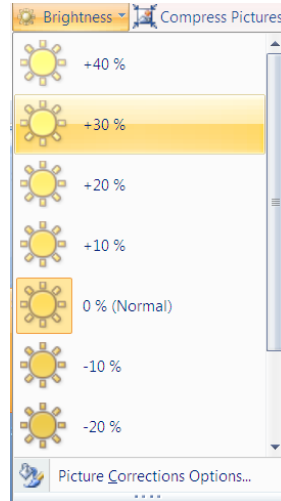 Brightness Compress Pictures
+40 %
+30 %
+20 %
+10 %
0 % (Normal)
-10 %
-20 %
Picture Corrections Options...